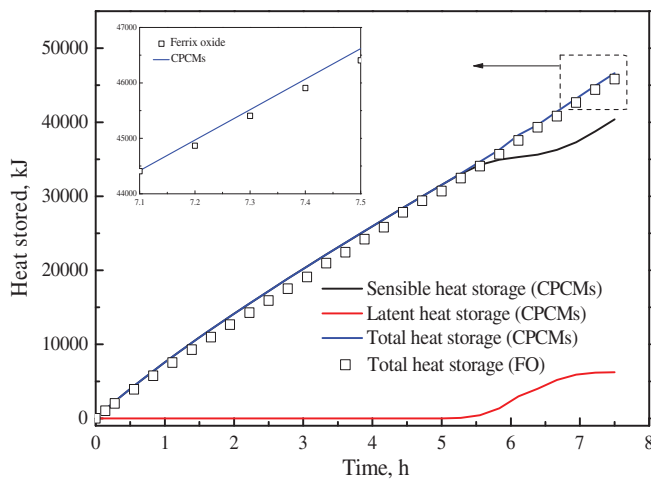 Heat stored, kJ
50000
40000
30000
20000
10000
0
47000
46000
45000
44000
Ferrix oxide
CPCMs
7.1 7.2 7.3 7.4 7.5
Sensible heat storage (CPCMs)
Latent heat storage (CPCMs)
Total heat storage (CPCMs)
Total heat storage (FO)
0 1 2 3 4 5 6 7 8
Time, h